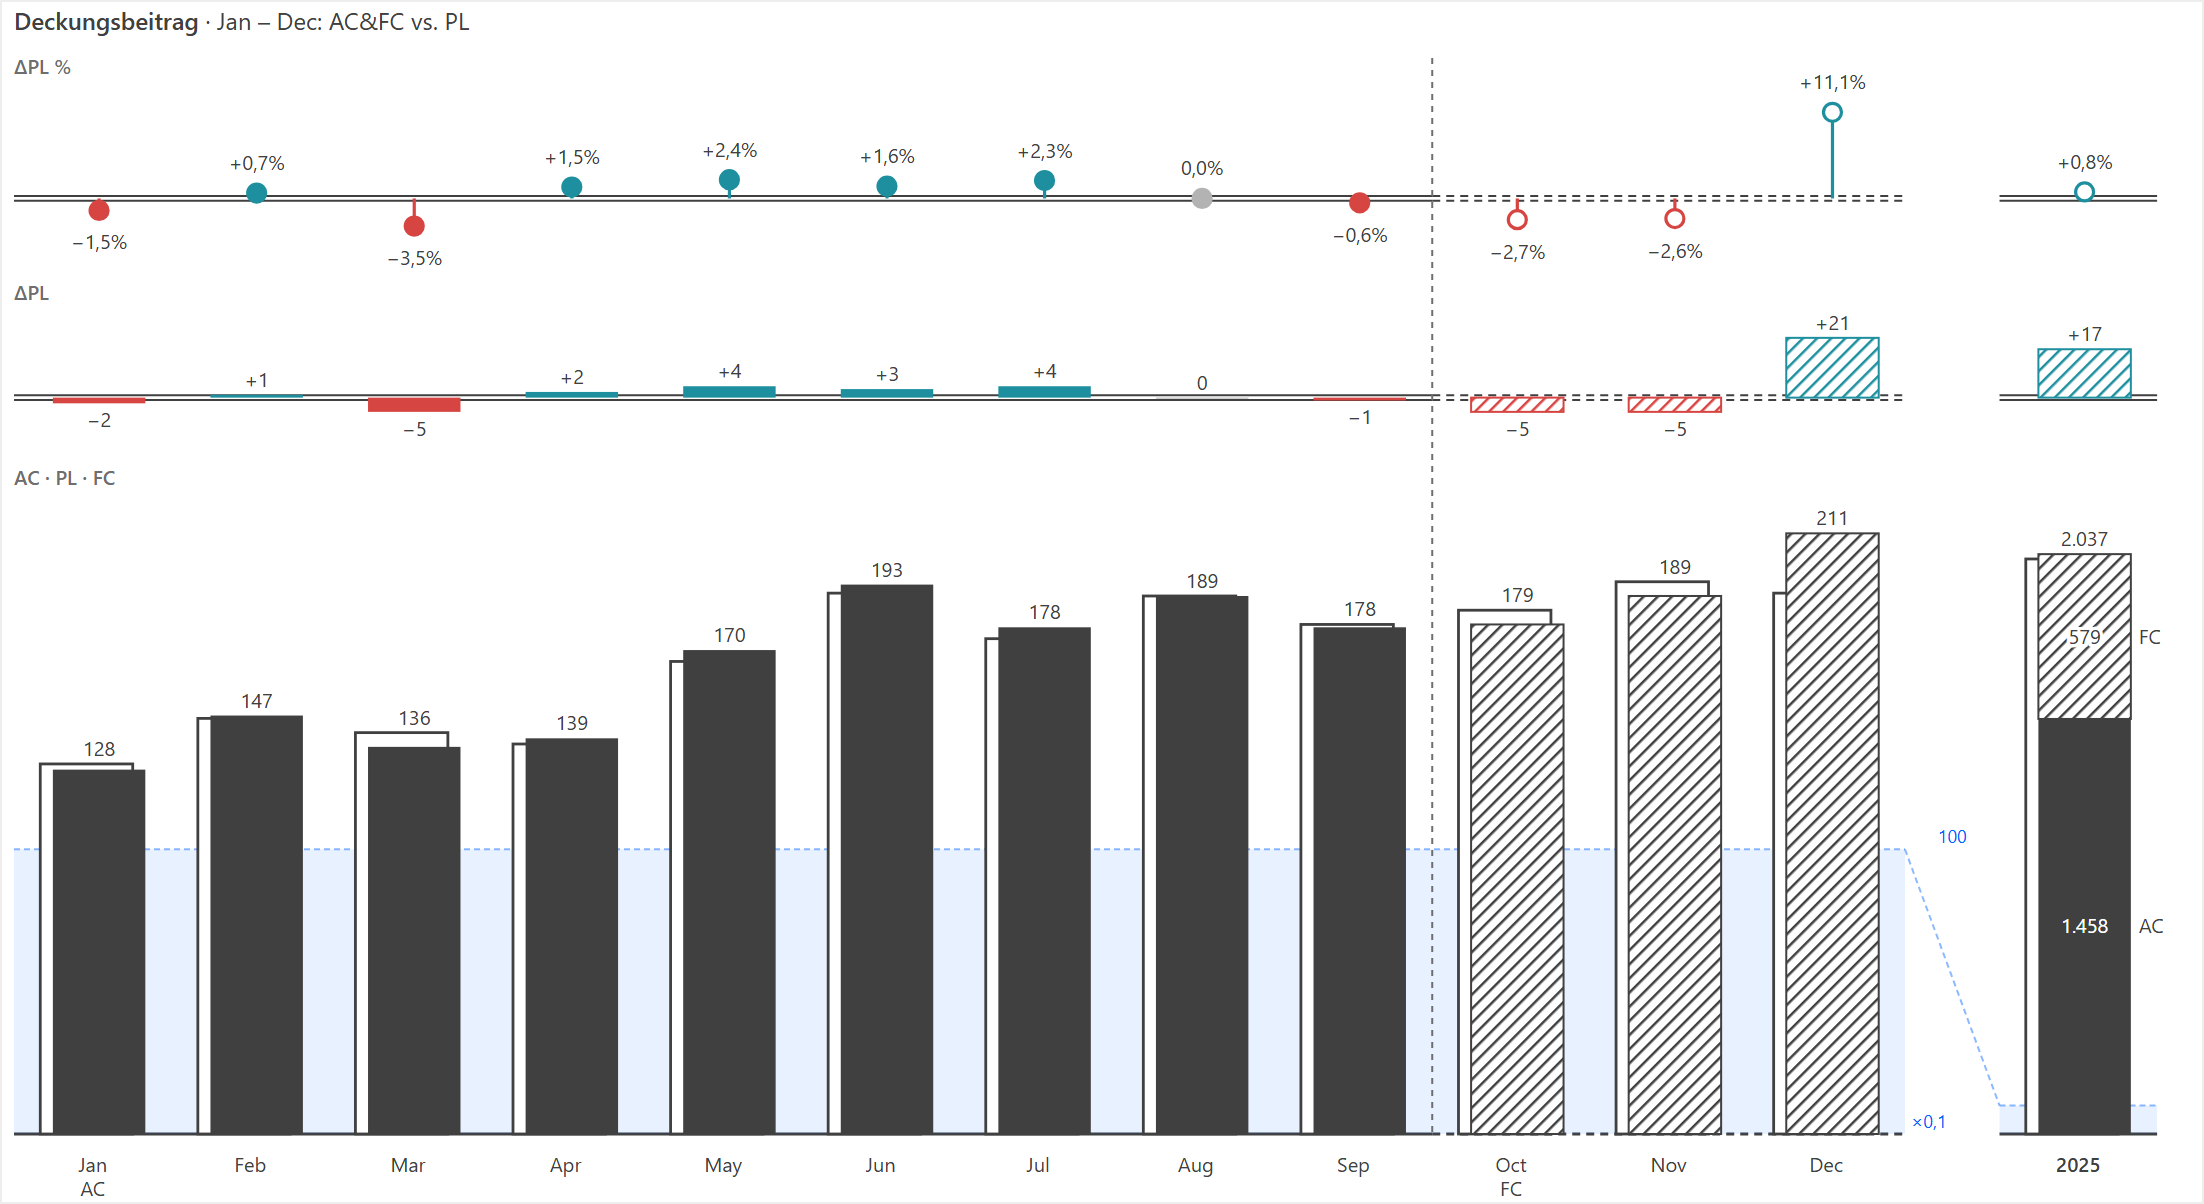 Deckungsbeitrag · Jan – Dec: AC&FC vs. PL
ΔPL %
−1,5% +0,7% −3,5% +1,5% +2,4% +1,6% +2,3% 0,0% −0,6% −2,7% −2,6% +11,1% +0,8%
ΔPL
−2 +1 −5 +2 +4 +3 +4 0 −1 −5 −5 +21 +17
AC · PL · FC
128 147 136 139 170 193 178 189 178 179 189 211 2.037
579 FC
100
1.458 AC
×0,1
Jan Feb Mar Apr May Jun Jul Aug Sep Oct Nov Dec 2025
AC FC